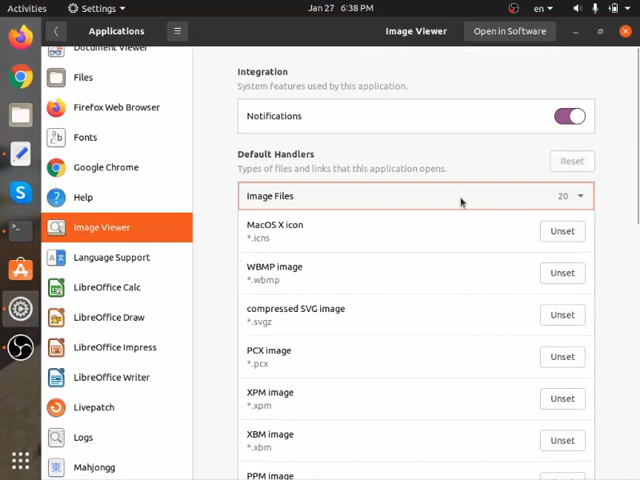 Activities
Settings
Jan 27 6:38 PM
en
Applications
Image Viewer
Open in Software
Document Viewer
Files
Firefox Web Browser
Fonts
Google Chrome
Help
Image Viewer
Language Support
LibreOffice Calc
LibreOffice Draw
LibreOffice Impress
LibreOffice Writer
Livepatch
Logs
Mahjongg
Integration
System features used by this application.
Notifications
Default Handlers
Types of files and links that this application opens.
Reset
Image Files 20
MacOS X icon
*.icns
Unset
WBMP image
*.wbmp
Unset
compressed SVG image
*.svgz
Unset
PCX image
*.pcx
Unset
XPM image
*.xpm
Unset
XBM image
*.xbm
Unset
PPM image